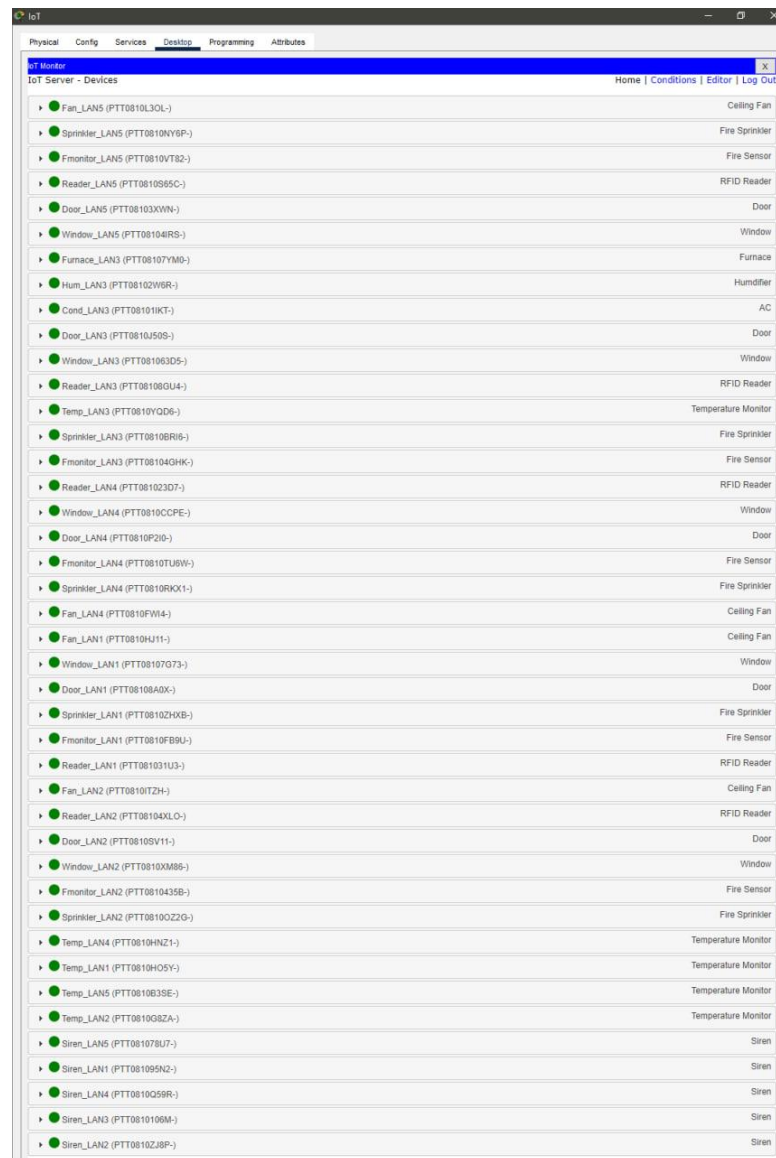 IoT
Physical Config Services Desktop Programming Attributes
IoT Monitor X
IoT Server - Devices Home | Conditions | Editor | Log Out
Fan_LAN5 (PTT0810L3OL-) Ceiling Fan
Sprinkler_LAN5 (PTT0810NY6P-) Fire Sprinkler
Fmonitor_LAN5 (PTT0810VT82-) Fire Sensor
Reader_LAN5 (PTT0810S65C-) RFID Reader
Door_LAN5 (PTT08103XWN-) Door
Window_LAN5 (PTT08104IRS-) Window
Furnace_LAN3 (PTT08107YM0-) Furnace
Hum_LAN3 (PTT08102W6R-) Humdifier
Cond_LAN3 (PTT08101IKT-) AC
Door_LAN3 (PTT0810J50S-) Door
Window_LAN3 (PTT081063D5-) Window
Reader_LAN3 (PTT08108GU4-) RFID Reader
Temp_LAN3 (PTT0810YQD6-) Temperature Monitor
Sprinkler_LAN3 (PTT0810BRI6-) Fire Sprinkler
Fmonitor_LAN3 (PTT08104GHK-) Fire Sensor
Reader_LAN4 (PTT081023D7-) RFID Reader
Window_LAN4 (PTT0810CCPE-) Window
Door_LAN4 (PTT0810P2I0-) Door
Fmonitor_LAN4 (PTT0810TU6W-) Fire Sensor
Sprinkler_LAN4 (PTT0810RKX1-) Fire Sprinkler
Fan_LAN4 (PTT0810FWI4-) Ceiling Fan
Fan_LAN1 (PTT0810HJ11-) Ceiling Fan
Window_LAN1 (PTT08107G73-) Window
Door_LAN1 (PTT08108A0X-) Door
Sprinkler_LAN1 (PTT0810ZHXB-) Fire Sprinkler
Fmonitor_LAN1 (PTT0810FB9U-) Fire Sensor
Reader_LAN1 (PTT081031U3-) RFID Reader
Fan_LAN2 (PTT0810ITZH-) Ceiling Fan
Reader_LAN2 (PTT08104XLO-) RFID Reader
Door_LAN2 (PTT0810SV11-) Door
Window_LAN2 (PTT0810XM86-) Window
Fmonitor_LAN2 (PTT0810435B-) Fire Sensor
Sprinkler_LAN2 (PTT0810OZ2G-) Fire Sprinkler
Temp_LAN4 (PTT0810HNZ1-) Temperature Monitor
Temp_LAN1 (PTT0810HO5Y-) Temperature Monitor
Temp_LAN5 (PTT0810B3SE-) Temperature Monitor
Temp_LAN2 (PTT0810G8ZA-) Temperature Monitor
Siren_LAN5 (PTT081078U7-) Siren
Siren_LAN1 (PTT081095N2-) Siren
Siren_LAN4 (PTT0810Q59R-) Siren
Siren_LAN3 (PTT0810106M-) Siren
Siren_LAN2 (PTT0810ZJ8P-) Siren